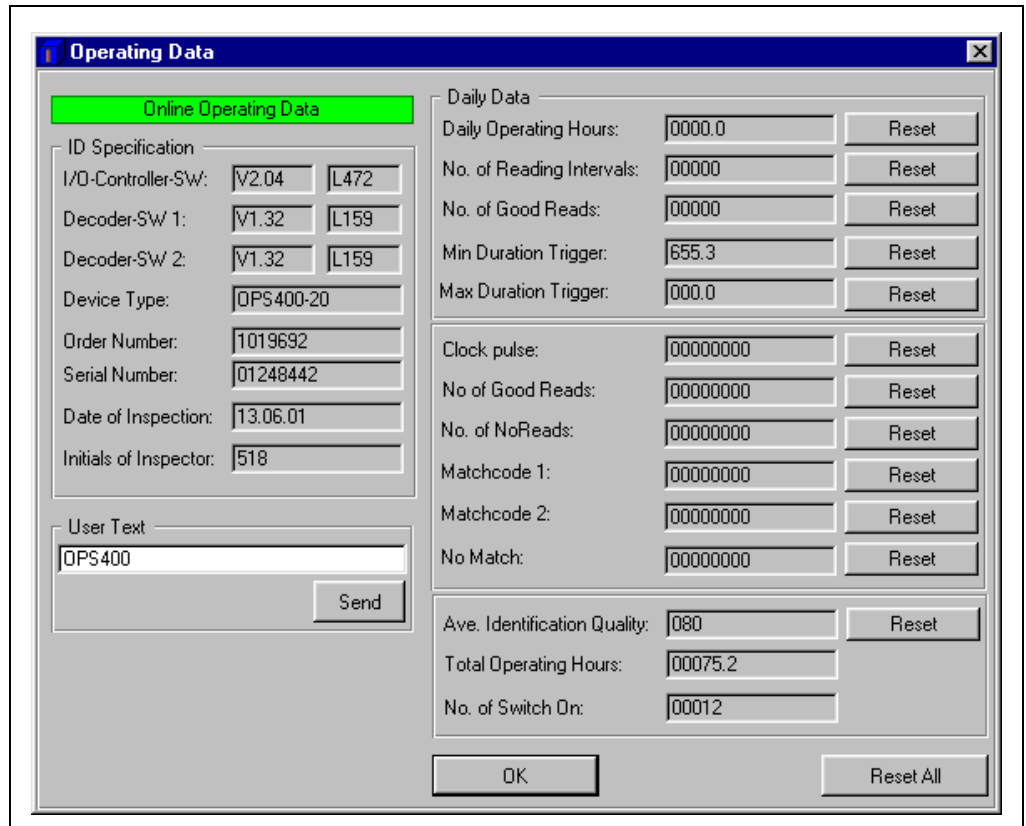 Operating Data
Online Operating Data
ID Specification
I/O-Controller-SW: V2.04 L472
Decoder-SW 1: V1.32 L159
Decoder-SW 2: V1.32 L159
Device Type: OPS400-20
Order Number: 1019692
Serial Number: 01248442
Date of Inspection: 13.06.01
Initials of Inspector: 518
User Text
OPS400
Send
Daily Data
Daily Operating Hours: 0000.0 Reset
No. of Reading Intervals: 00000 Reset
No. of Good Reads: 00000 Reset
Min Duration Trigger: 655.3 Reset
Max Duration Trigger: 000.0 Reset
Clock pulse: 00000000 Reset
No of Good Reads: 00000000 Reset
No. of NoReads: 00000000 Reset
Matchcode 1: 00000000 Reset
Matchcode 2: 00000000 Reset
No Match: 00000000 Reset
Ave. Identification Quality: 080 Reset
Total Operating Hours: 00075.2
No. of Switch On: 00012
OK Reset All